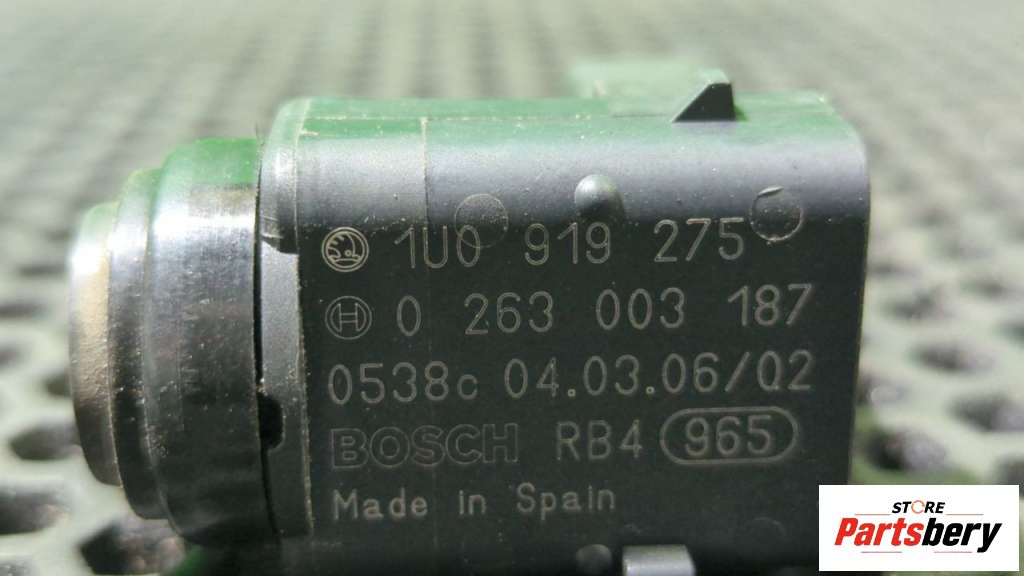 1U0 919 275
H 0 263 003 187
0538c 04.03.06/02
BOSCH RB4 965
Made in Spain
STORE
Partsbery